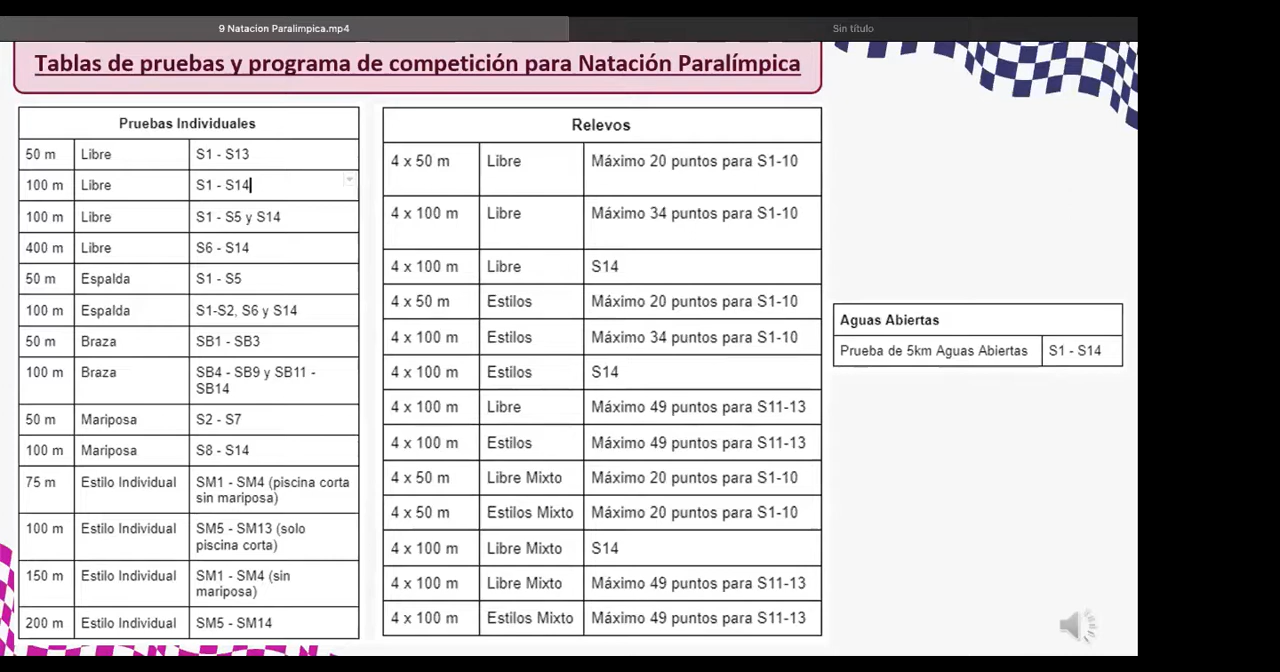 9 Natacion Paralimpica.mp4
Sin título
Tablas de pruebas y programa de competición para Natación Paralímpica
Pruebas Individuales
50 m Libre S1 - S13
100 m Libre S1 - S14
100 m Libre S1 - S5 y S14
400 m Libre S6 - S14
50 m Espalda S1 - S5
100 m Espalda S1-S2, S6 y S14
50 m Braza SB1 - SB3
100 m Braza SB4 - SB9 y SB11 -
SB14
50 m Mariposa S2 - S7
100 m Mariposa S8 - S14
75 m Estilo Individual SM1 - SM4 (piscina corta
sin mariposa)
100 m Estilo Individual SM5 - SM13 (solo
piscina corta)
150 m Estilo Individual SM1 - SM4 (sin
mariposa)
200 m Estilo Individual SM5 - SM14
Relevos
4 x 50 m Libre Máximo 20 puntos para S1-10
4 x 100 m Libre Máximo 34 puntos para S1-10
4 x 100 m Libre S14
4 x 50 m Estilos Máximo 20 puntos para S1-10
4 x 100 m Estilos Máximo 34 puntos para S1-10
4 x 100 m Estilos S14
4 x 100 m Libre Máximo 49 puntos para S11-13
4 x 100 m Estilos Máximo 49 puntos para S11-13
4 x 50 m Libre Mixto Máximo 20 puntos para S1-10
4 x 50 m Estilos Mixto Máximo 20 puntos para S1-10
4 x 100 m Libre Mixto S14
4 x 100 m Libre Mixto Máximo 49 puntos para S11-13
4 x 100 m Estilos Mixto Máximo 49 puntos para S11-13
Aguas Abiertas
Prueba de 5km Aguas Abiertas S1 - S14